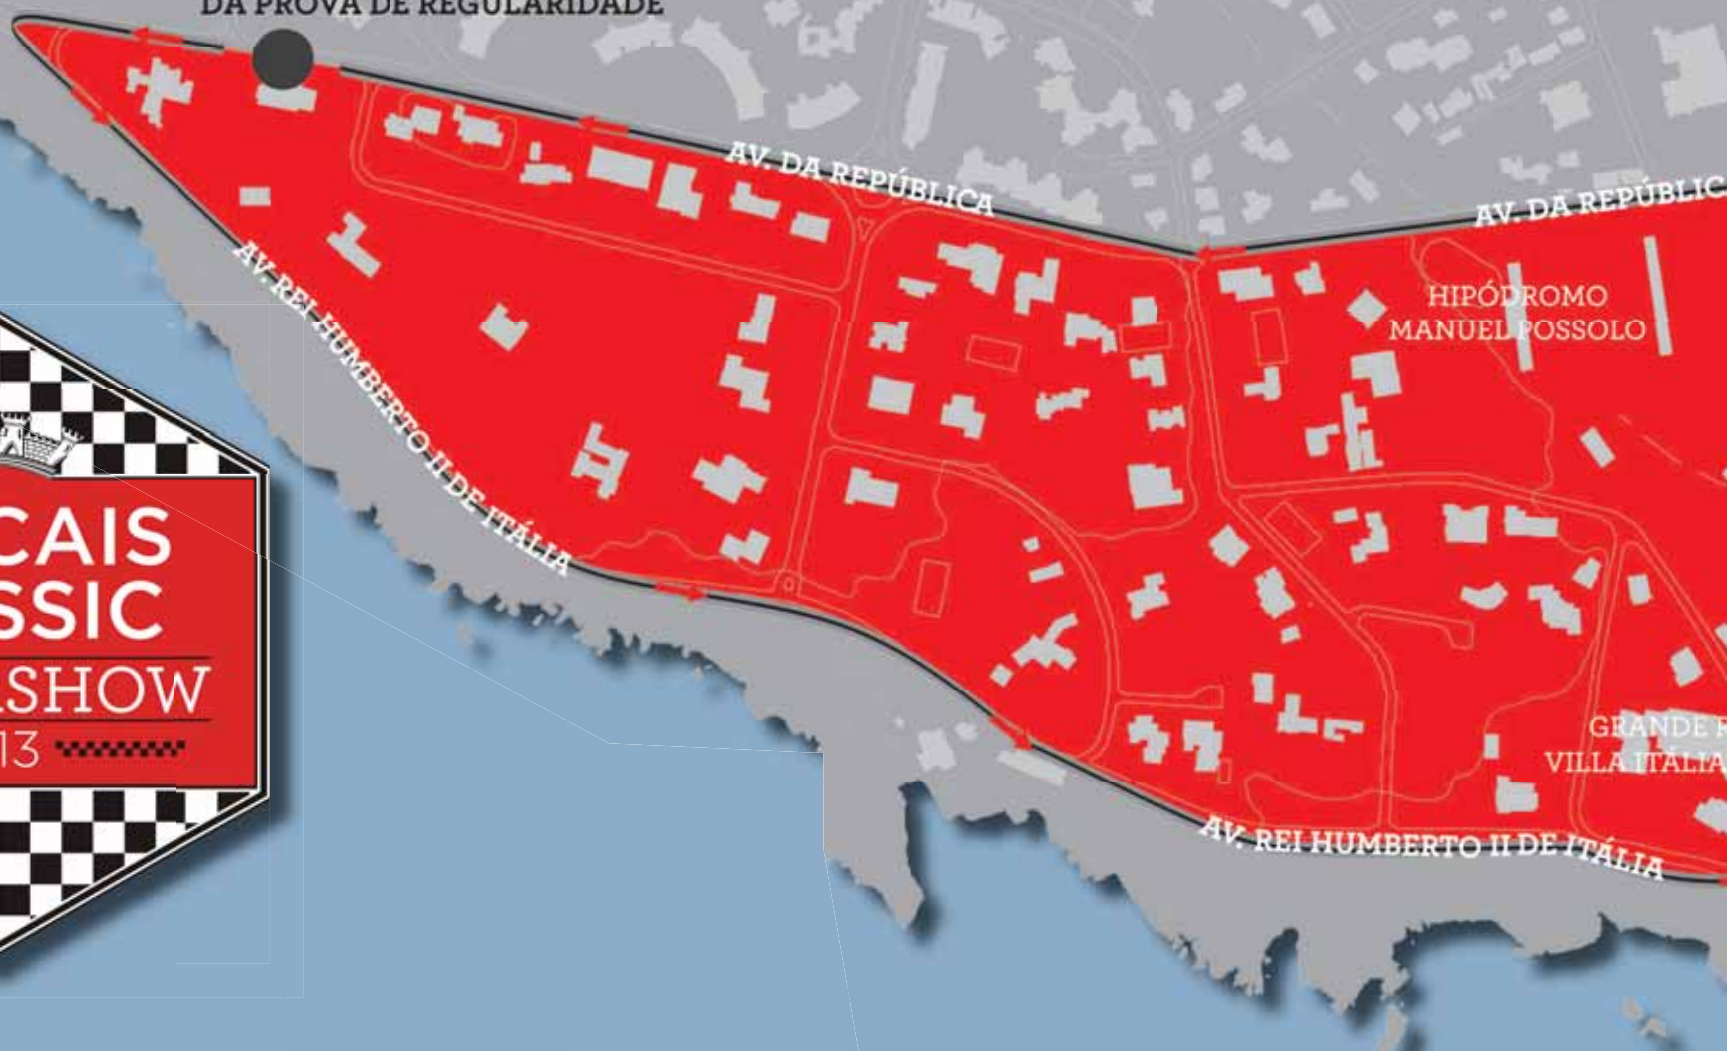 DA PROVA DE REGULARIDADE
AV. DA REPÚBLICA
AV. DA REPÚBLIC
HIPÓDROMO
MANUEL POSSOLO
AV. REI HUMBERTO II DE ITÁLIA
CAIS
SSIC
SHOW
13
GRANDE R
VILLA ITÁLIA
AV. REI HUMBERTO II DE ITÁLIA